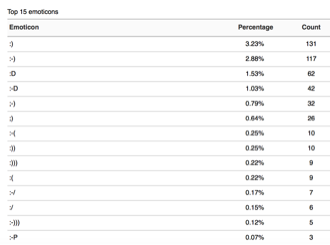 Top 15 emoticons
Emoticon Percentage Count
:) 3.23% 131
:-) 2.88% 117
:D 1.53% 62
:-D 1.03% 42
;-) 0.79% 32
;) 0.64% 26
:-( 0.25% 10
:)) 0.25% 10
:))) 0.22% 9
:( 0.22% 9
:-/ 0.17% 7
:/ 0.15% 6
:-))) 0.12% 5
:-P 0.07% 3